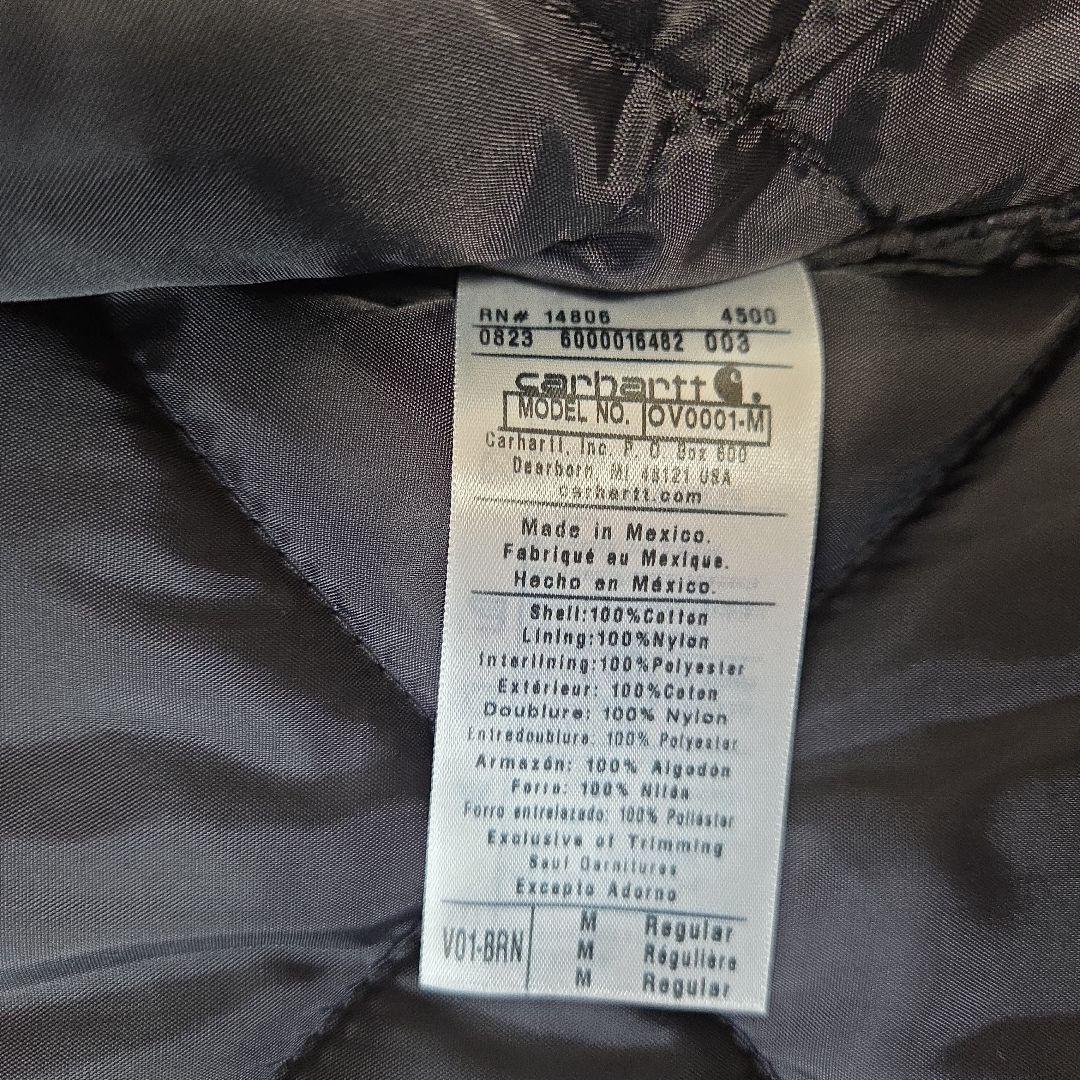 RN# 14806 4500
0823 6000016482 003
carhartt
MODEL NO. OV0001-M
Carhartt, Inc. P. O. Box 600
Dearborn, MI 48121 USA
carhartt.com
Made in Mexico.
Fabriqué au Mexique.
Hecho en México.
Shell:100%Cotton
Lining:100%Nylon
Interlining:100%Polyester
Extérieur: 100%Coton
Doublure: 100% Nylon
Entredoublure: 100% Polyester
Armazón: 100% Algodón
Forro: 100% Nilón
Forro entrelazado: 100% Poliéster
Exclusive of Trimming
Sauf Garnitures
Excepto Adorno
V01-BRN M Regular
M Régulière
M Regular